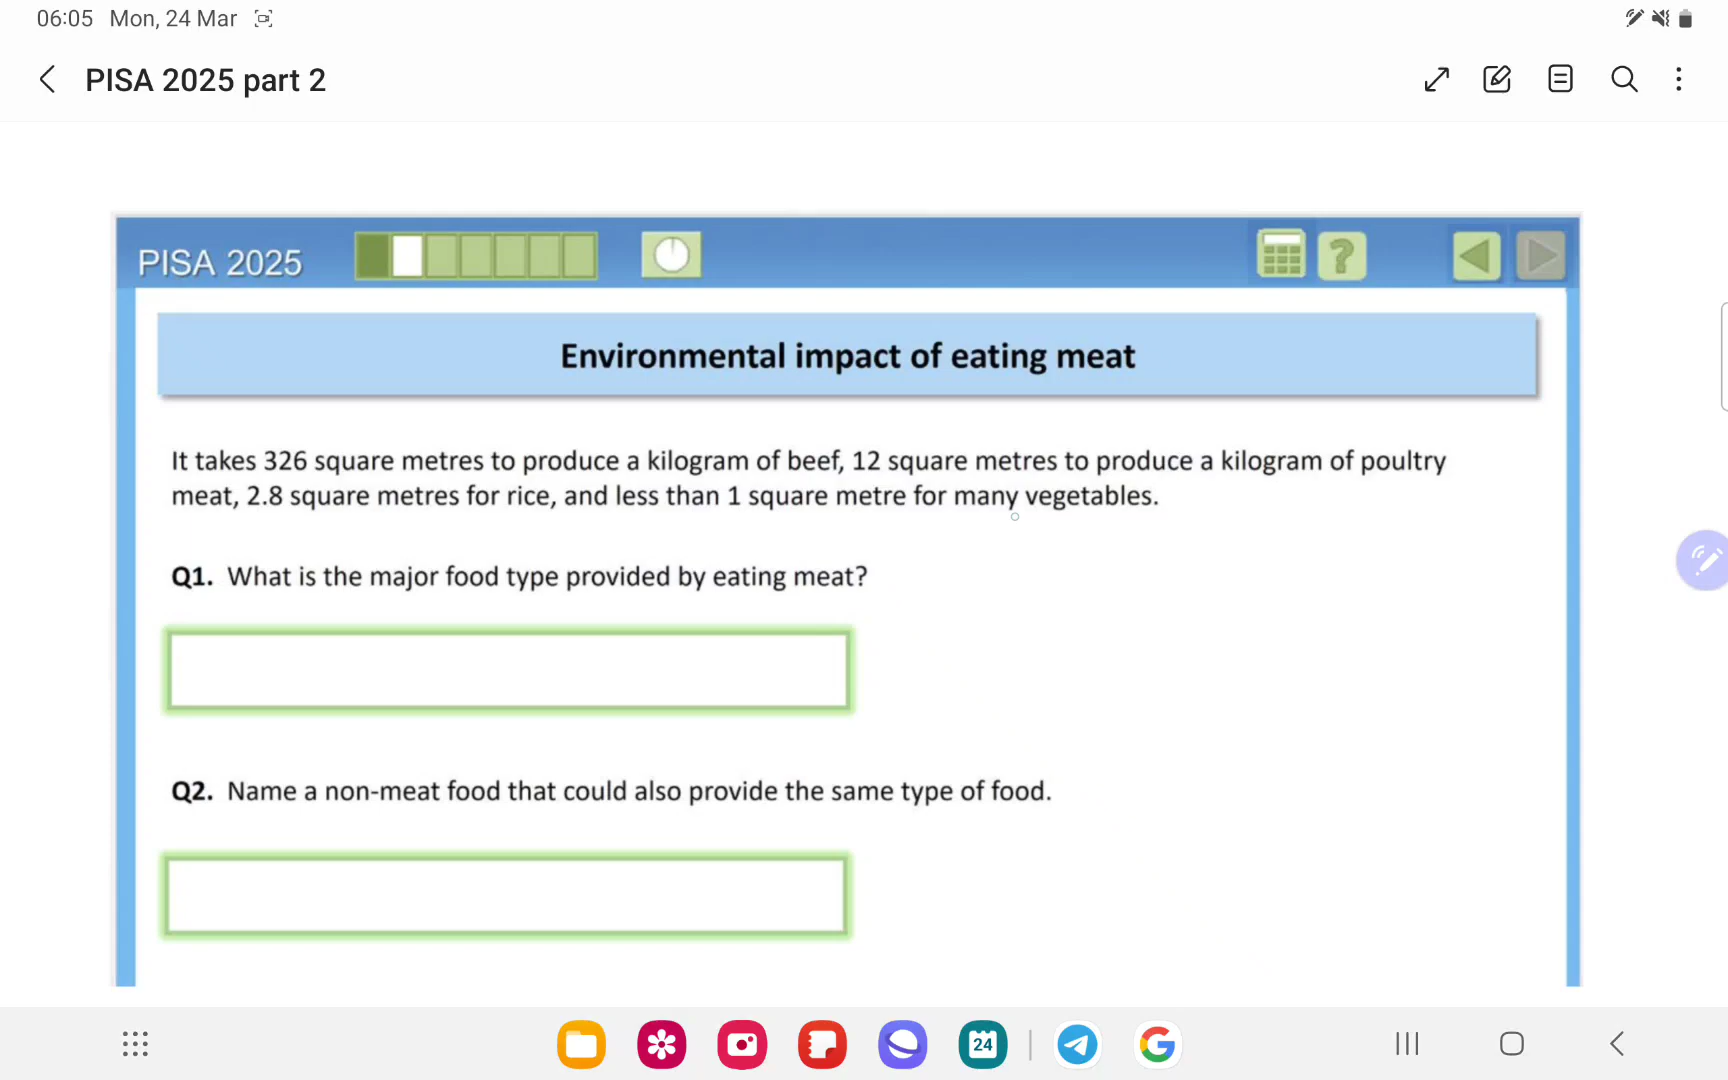 06:05 Mon, 24 Mar
PISA 2025 part 2
PISA 2025
?
Environmental impact of eating meat
It takes 326 square metres to produce a kilogram of beef, 12 square metres to produce a kilogram of poultry
meat, 2.8 square metres for rice, and less than 1 square metre for many vegetables.
Q1. What is the major food type provided by eating meat?
Q2. Name a non-meat food that could also provide the same type of food.
24
G